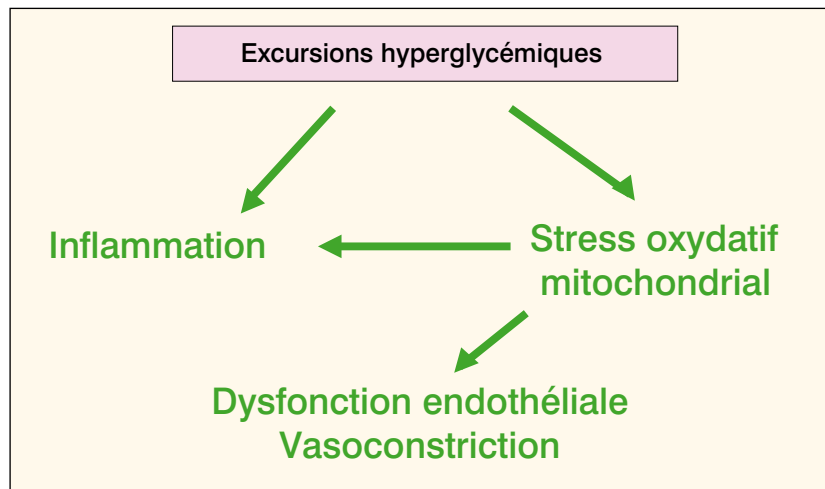 Excursions hyperglycémiques
Inflammation
Stress oxydatif
mitochondrial
Dysfonction endothéliale
Vasoconstriction